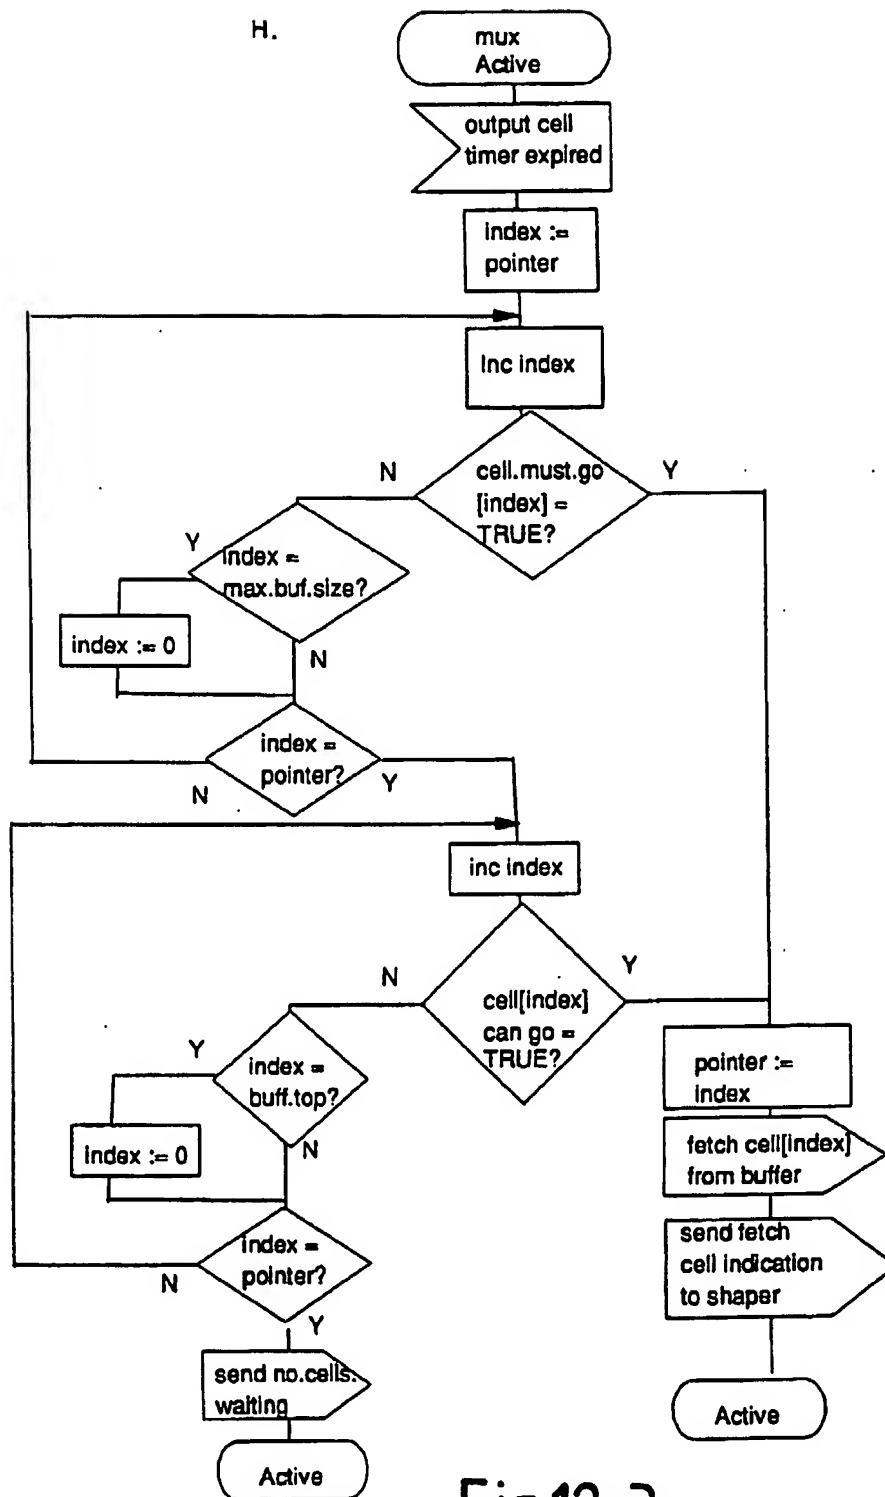 H.
mux
Active
output cell
timer expired
index :=
pointer
Inc index
N
cell.must.go
[index] =
TRUE?
Y
Y
index =
max.buf.size?
index := 0
N
index =
pointer?
N
Y
inc index
N
cell[index]
can go =
TRUE?
Y
Y
index =
buff.top?
index := 0
N
index =
pointer?
N
Y
send no.cells.
waiting
Active
pointer :=
index
fetch cell[index]
from buffer
send fetch
cell indication
to shaper
Active